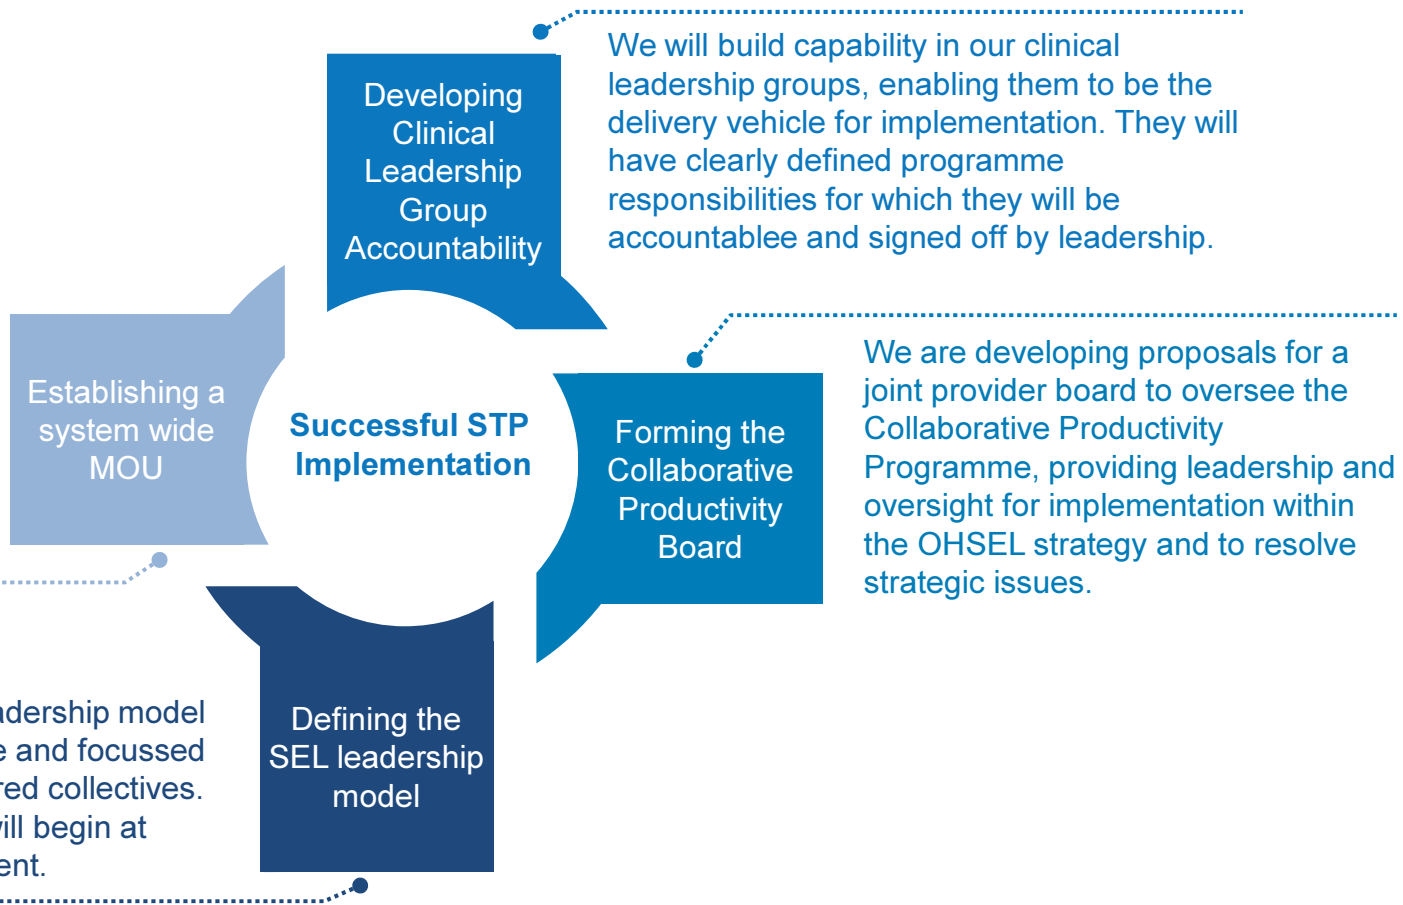 Developing
Clinical
Leadership
Group
Accountability
We will build capability in our clinical
leadership groups, enabling them to be the
delivery vehicle for implementation. They will
have clearly defined programme
responsibilities for which they will be
accountablee and signed off by leadership.
Establishing a
system wide
MOU
Successful STP
Implementation
Forming the
Collaborative
Productivity
Board
We are developing proposals for a
joint provider board to oversee the
Collaborative Productivity
Programme, providing leadership and
oversight for implementation within
the OHSEL strategy and to resolve
strategic issues.
Defining the
SEL leadership
model
model
and focussed
collectives.
begin at